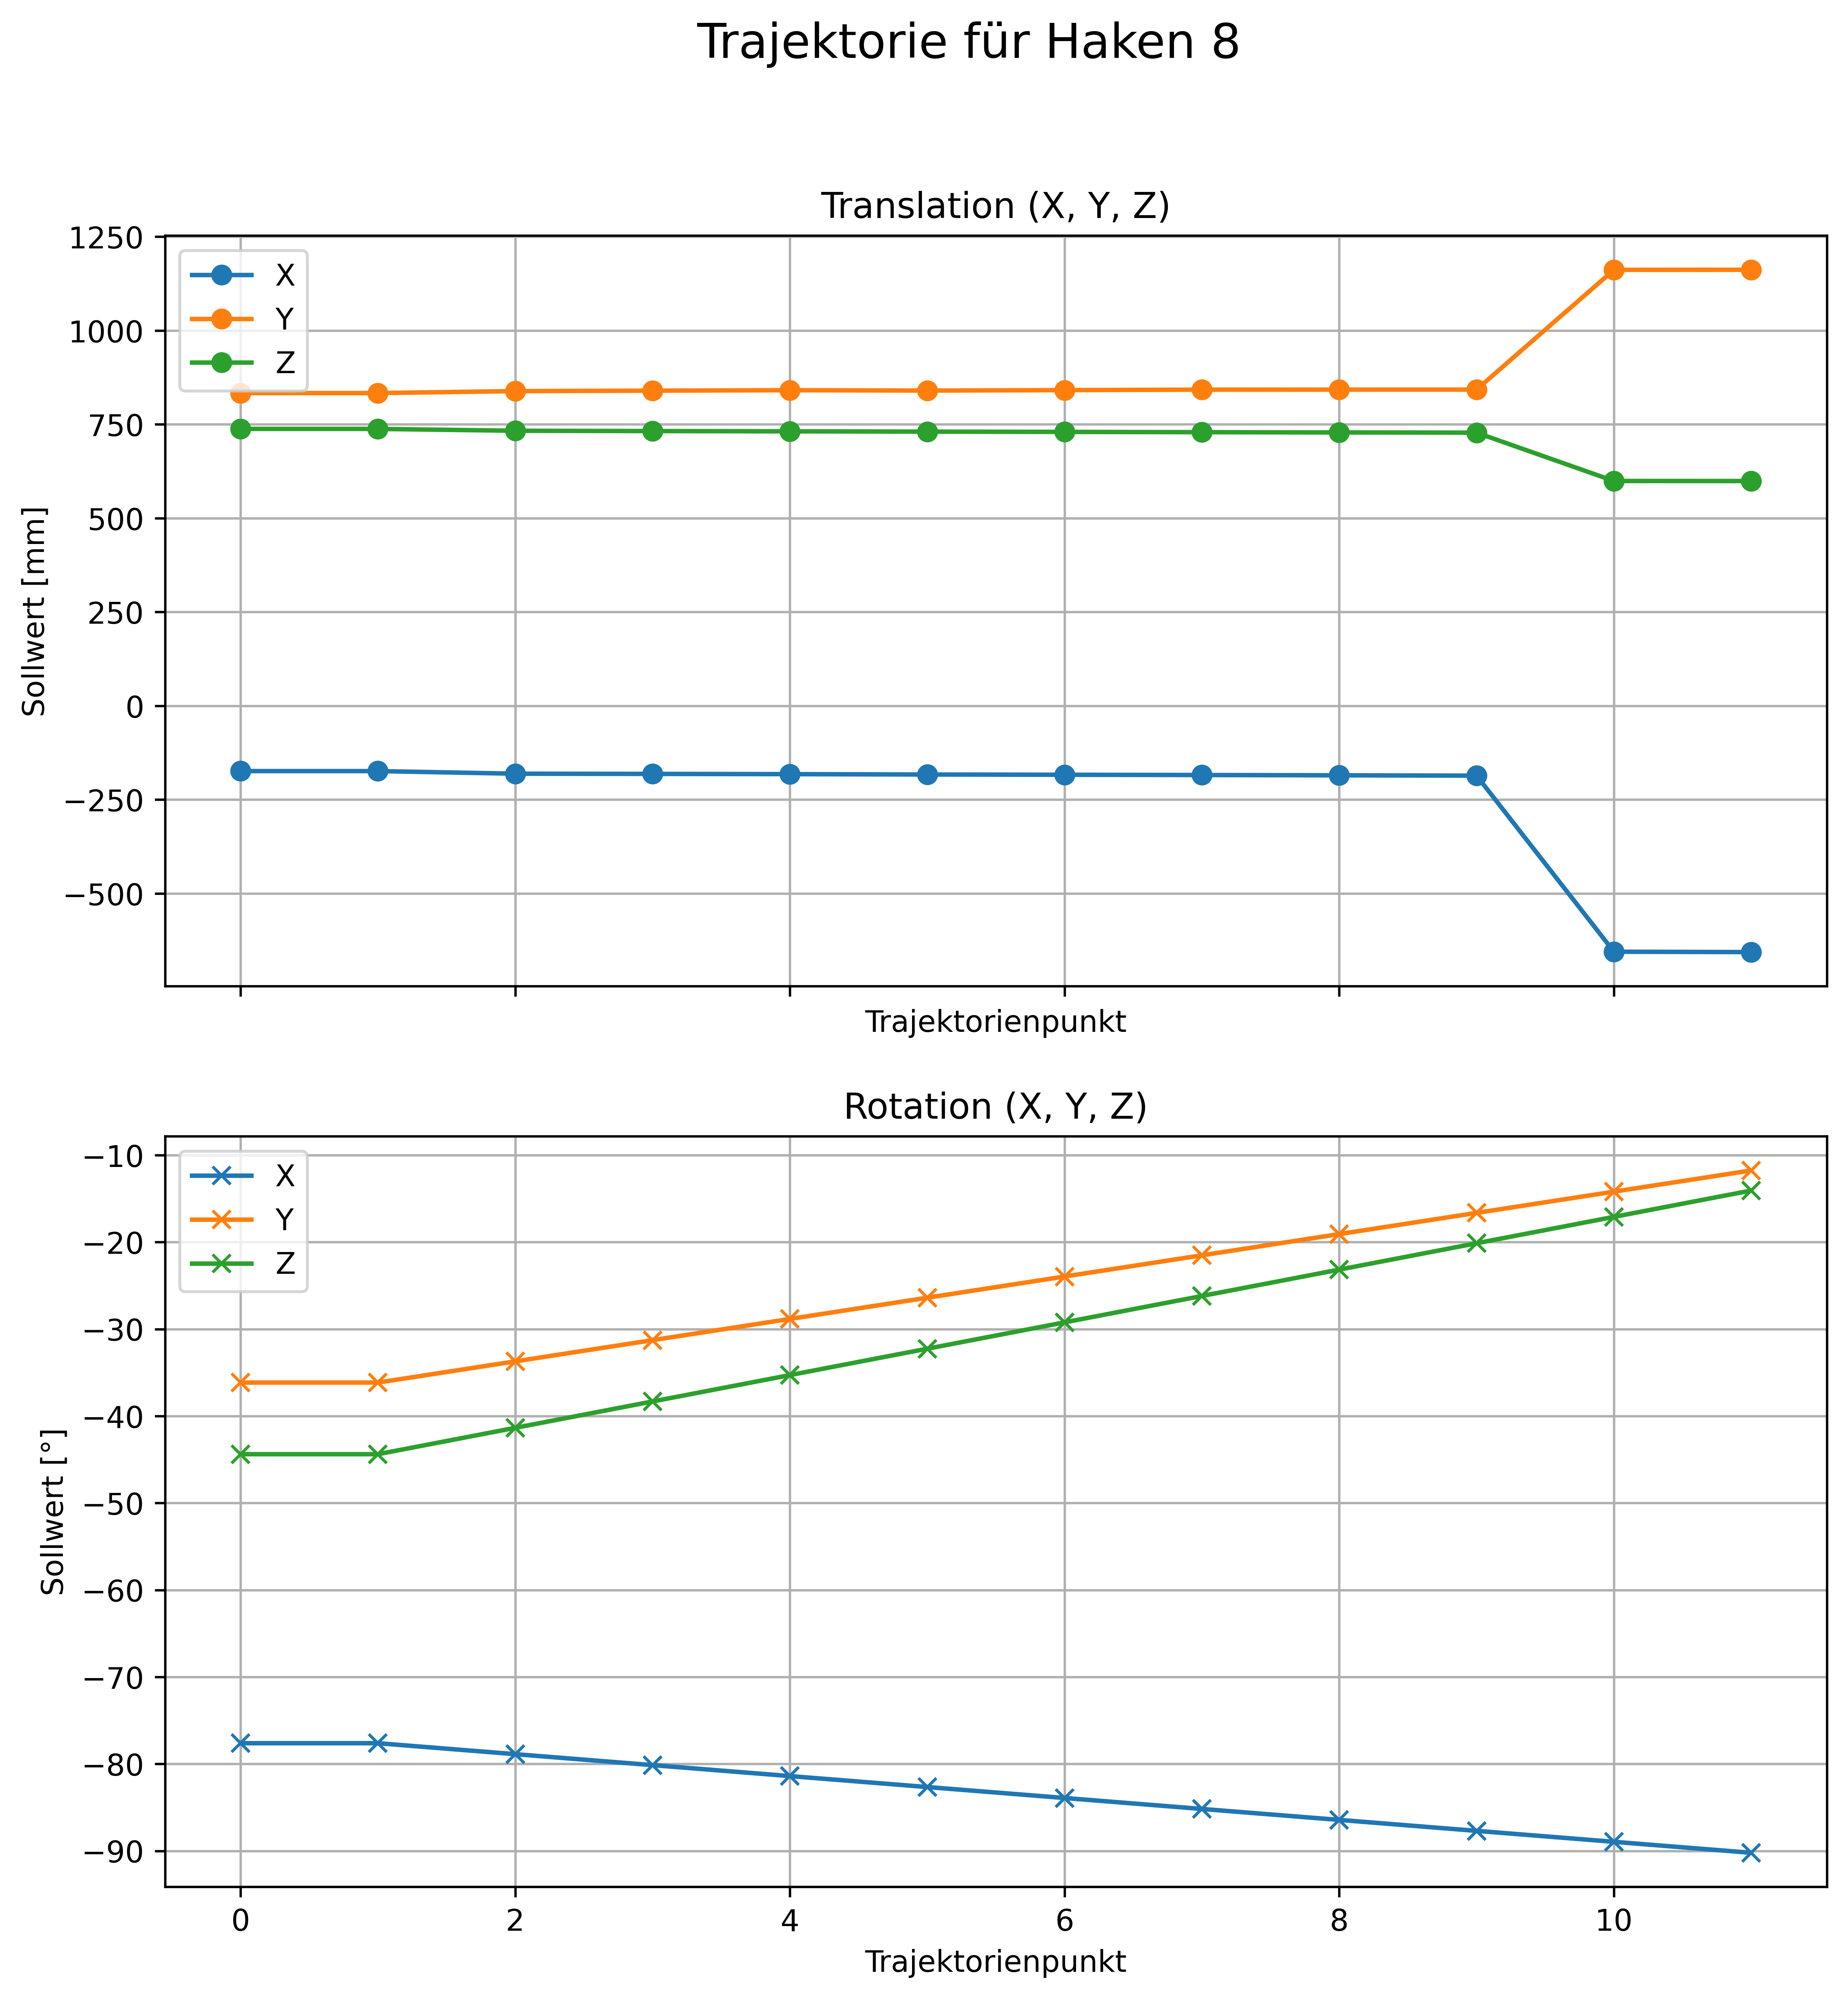 Trajektorie für Haken 8
Translation (X, Y, Z)
1250
1000
750
500
250
0
−250
−500
Sollwert [mm]
X
Y
Z
Trajektorienpunkt
Rotation (X, Y, Z)
−10
−20
−30
−40
−50
−60
−70
−80
−90
Sollwert [°]
X
Y
Z
0 2 4 6 8 10
Trajektorienpunkt